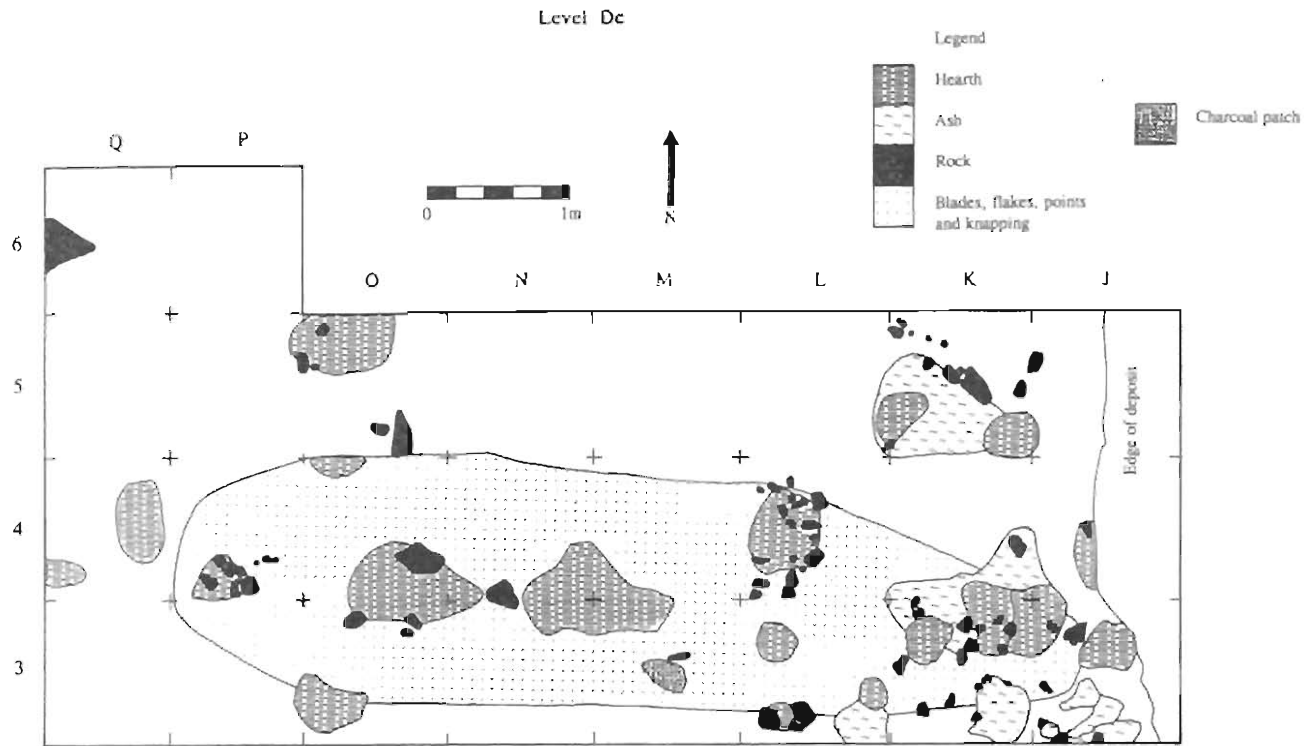 Level De
Legend
Hearth
Ash
Rock
Blades, flakes, points
and knapping
Charcoal patch
Q P
0 1m
N
6
O N M L K J
5
Edge of deposit
4
3